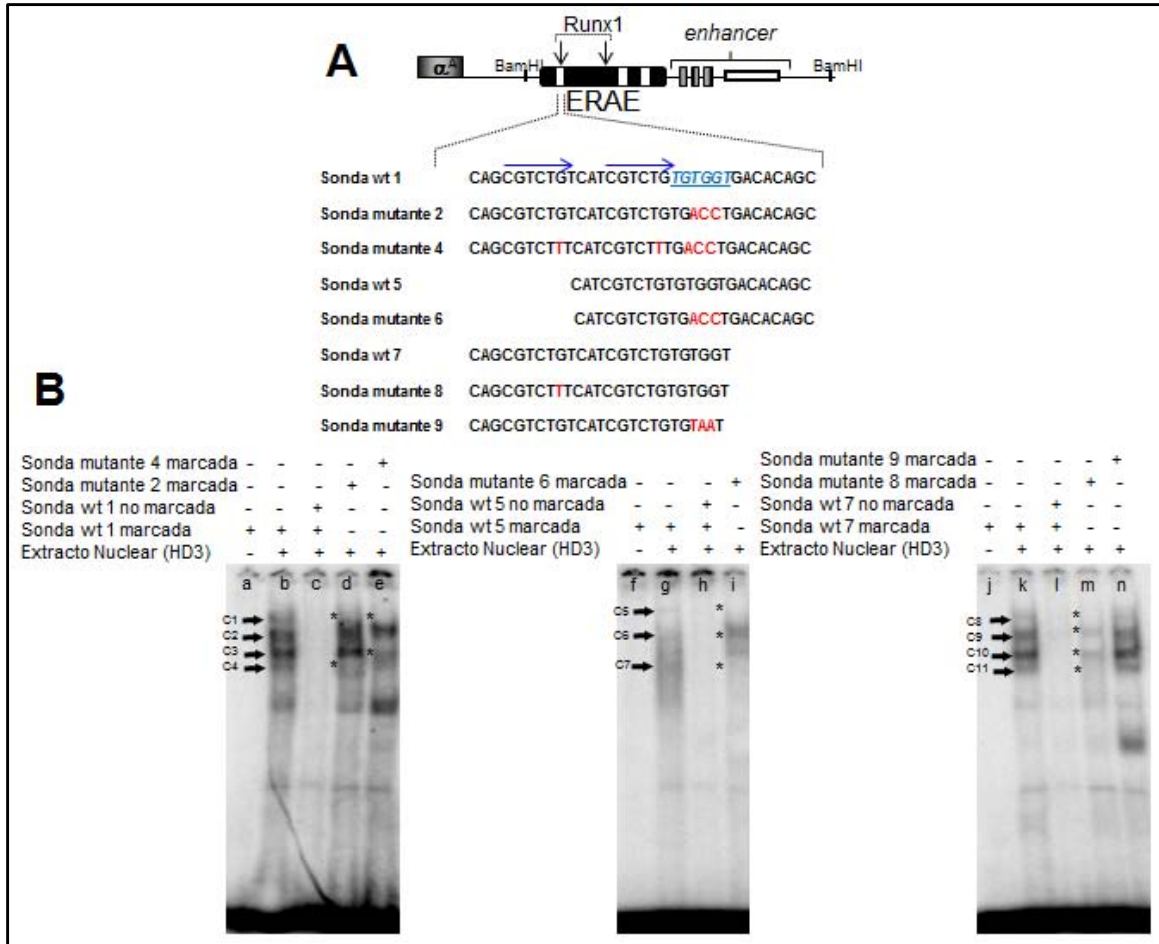 A
Runx1
enhancer
αA
BamHI
BamHI
ERAE
Sonda wt 1 CAGCGTCTGTCATCGTCTGTGTGGTGACACAGC
Sonda mutante 2 CAGCGTCTGTCATCGTCTGTGACCTGACACAGC
Sonda mutante 4 CAGCGTCTTTCATCGTCTTTGACCTGACACAGC
Sonda wt 5 CATCGTCTGTGTGGTGACACAGC
Sonda mutante 6 CATCGTCTGTGACCTGACACAGC
Sonda wt 7 CAGCGTCTGTCATCGTCTGTGTGGT
Sonda mutante 8 CAGCGTCTTTCATCGTCTGTGTGGT
Sonda mutante 9 CAGCGTCTGTCATCGTCTGTGTAAT
B
Sonda mutante 4 marcada - - - - +
Sonda mutante 2 marcada - - - + -
Sonda wt 1 no marcada - - + - -
Sonda wt 1 marcada + + + - -
Extracto Nuclear (HD3) - + + + +
a b c d e
C1
C2
C3
C4
* * * *
Sonda mutante 6 marcada - - - +
Sonda wt 5 no marcada - - + -
Sonda wt 5 marcada + + + -
Extracto Nuclear (HD3) - + + +
f g h i
C5 *
C6 *
C7 *
Sonda mutante 9 marcada - - - - +
Sonda mutante 8 marcada - - - + -
Sonda wt 7 no marcada - - + - -
Sonda wt 7 marcada + + + - -
Extracto Nuclear (HD3) - + + + +
j k l m n
C8 *
C9 *
C10 *
C11 *